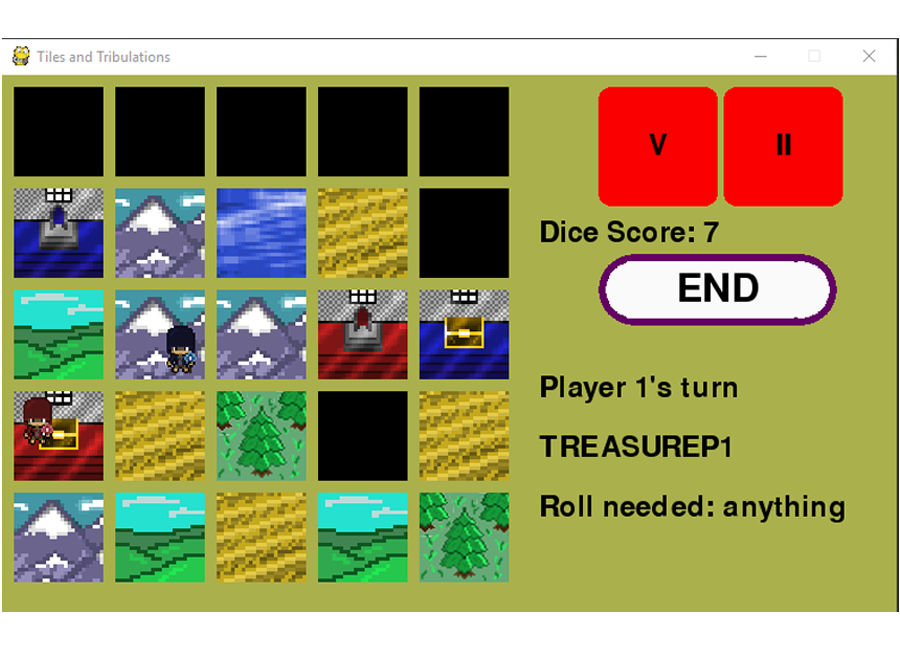 Tiles and Tribulations
V II
Dice Score: 7
END
Player 1's turn
TREASUREP1
Roll needed: anything